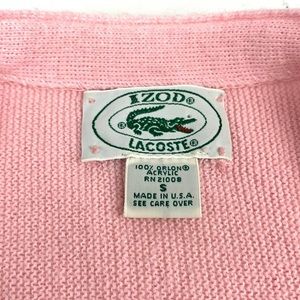 IZOD®
LACOSTE®
100% ORLON®
ACRYLIC
RN 21008
S
MADE IN U.S.A.
SEE CARE OVER